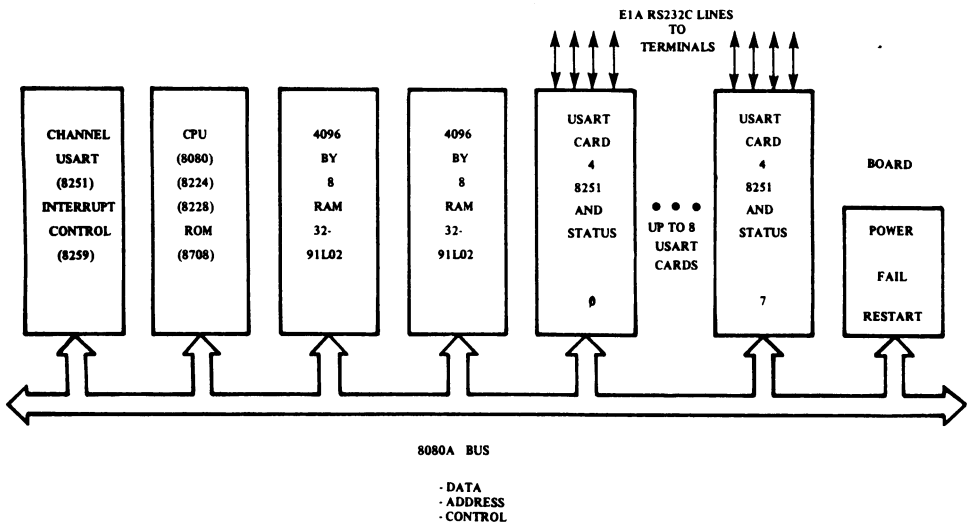 E1A RS232C LINES
TO
TERMINALS
CHANNEL
USART
(8251)
INTERRUPT
CONTROL
(8259)
CPU
(8080)
(8224)
(8228)
ROM
(8708)
4096
BY
8
RAM
32-
91L02
4096
BY
8
RAM
32-
91L02
USART
CARD
4
8251
AND
STATUS
0
• • •
UP TO 8
USART
CARDS
USART
CARD
4
8251
AND
STATUS
7
BOARD
POWER
FAIL
RESTART
8080A BUS
- DATA
- ADDRESS
- CONTROL